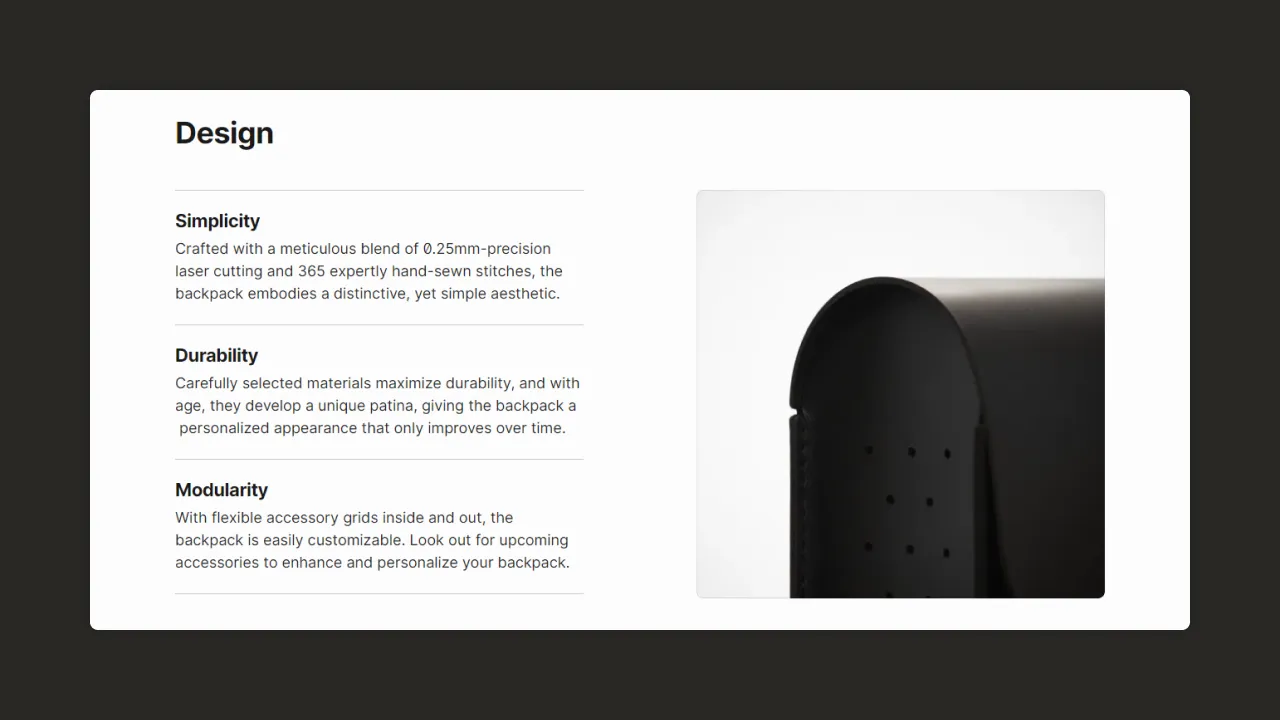 Design
Simplicity
Crafted with a meticulous blend of 0.25mm-precision
laser cutting and 365 expertly hand-sewn stitches, the
backpack embodies a distinctive, yet simple aesthetic.
Durability
Carefully selected materials maximize durability, and with
age, they develop a unique patina, giving the backpack a
personalized appearance that only improves over time.
Modularity
With flexible accessory grids inside and out, the
backpack is easily customizable. Look out for upcoming
accessories to enhance and personalize your backpack.